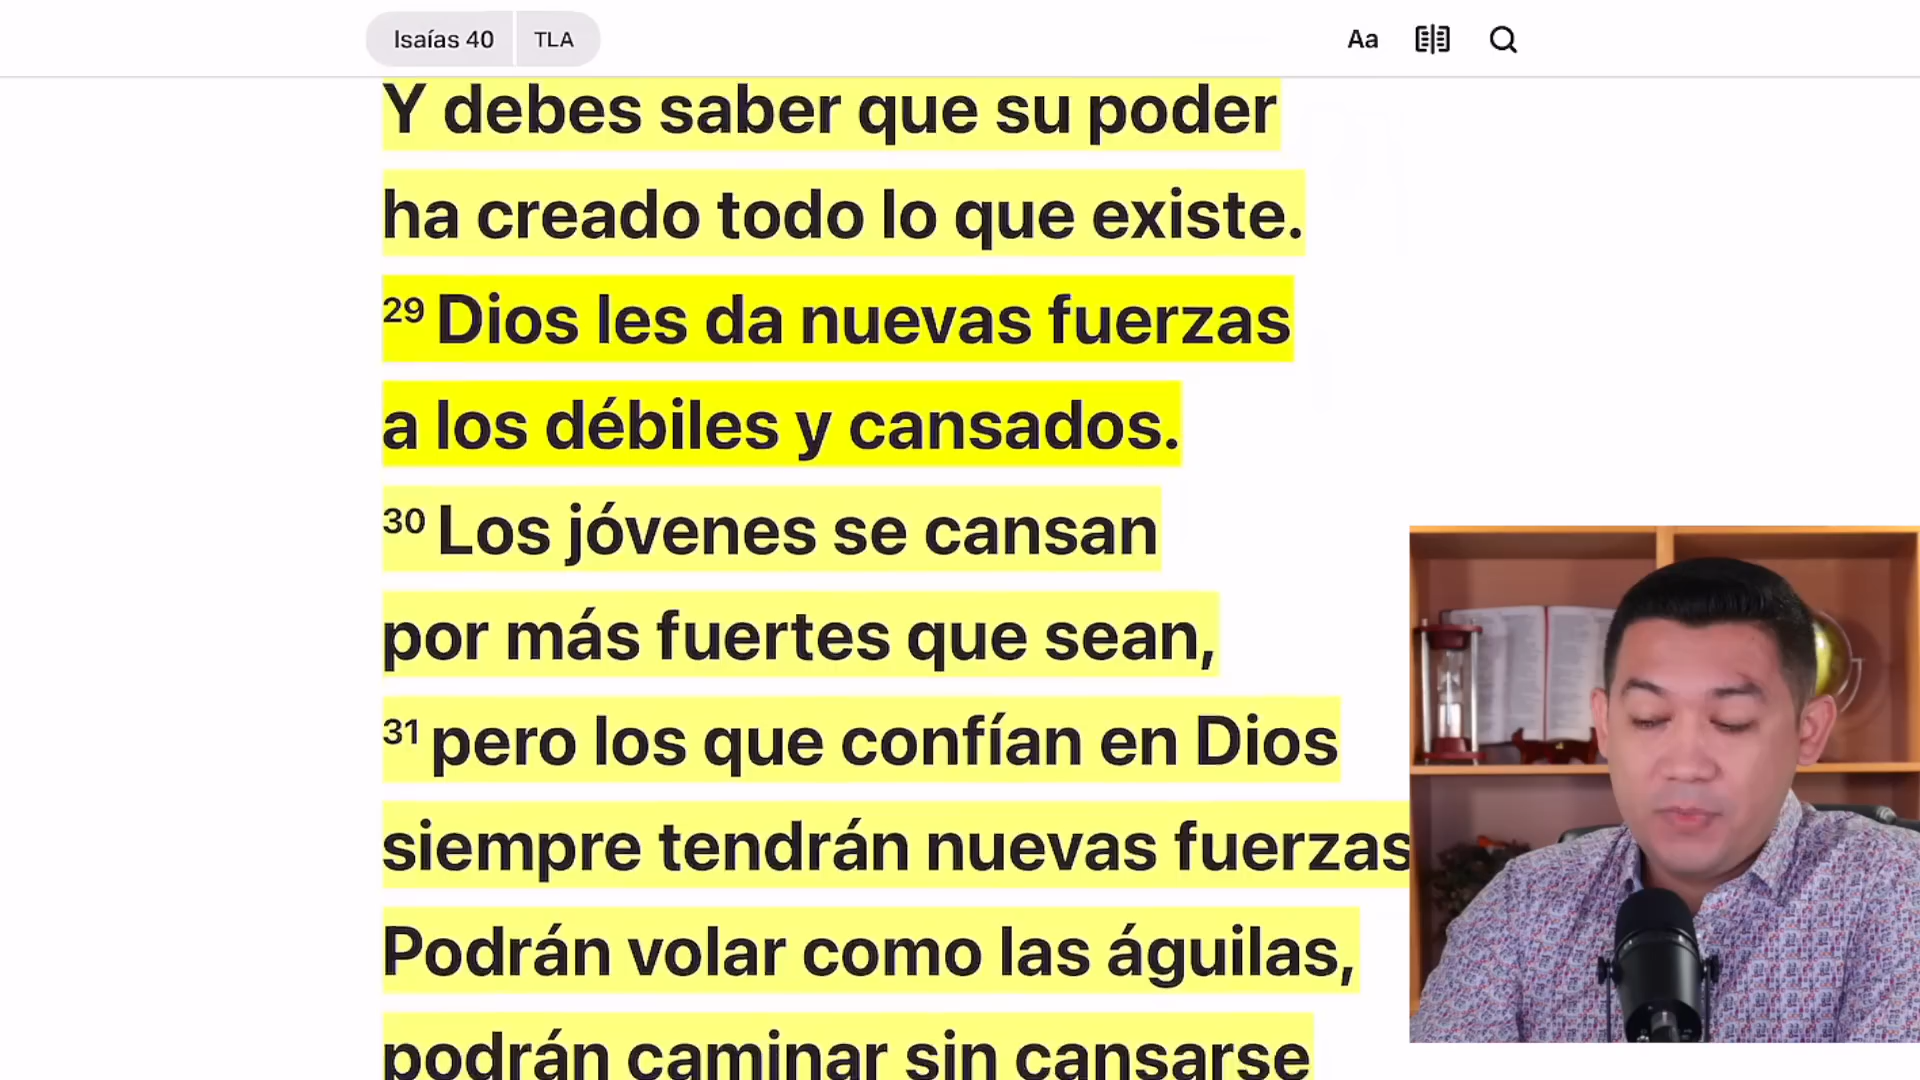 Isaías 40 TLA Aa
Y debes saber que su poder
ha creado todo lo que existe.
29 Dios les da nuevas fuerzas
a los débiles y cansados.
30 Los jóvenes se cansan
por más fuertes que sean,
31 pero los que confían en Dios
siempre tendrán nuevas fuerzas
Podrán volar como las águilas,
podrán caminar sin cansarse